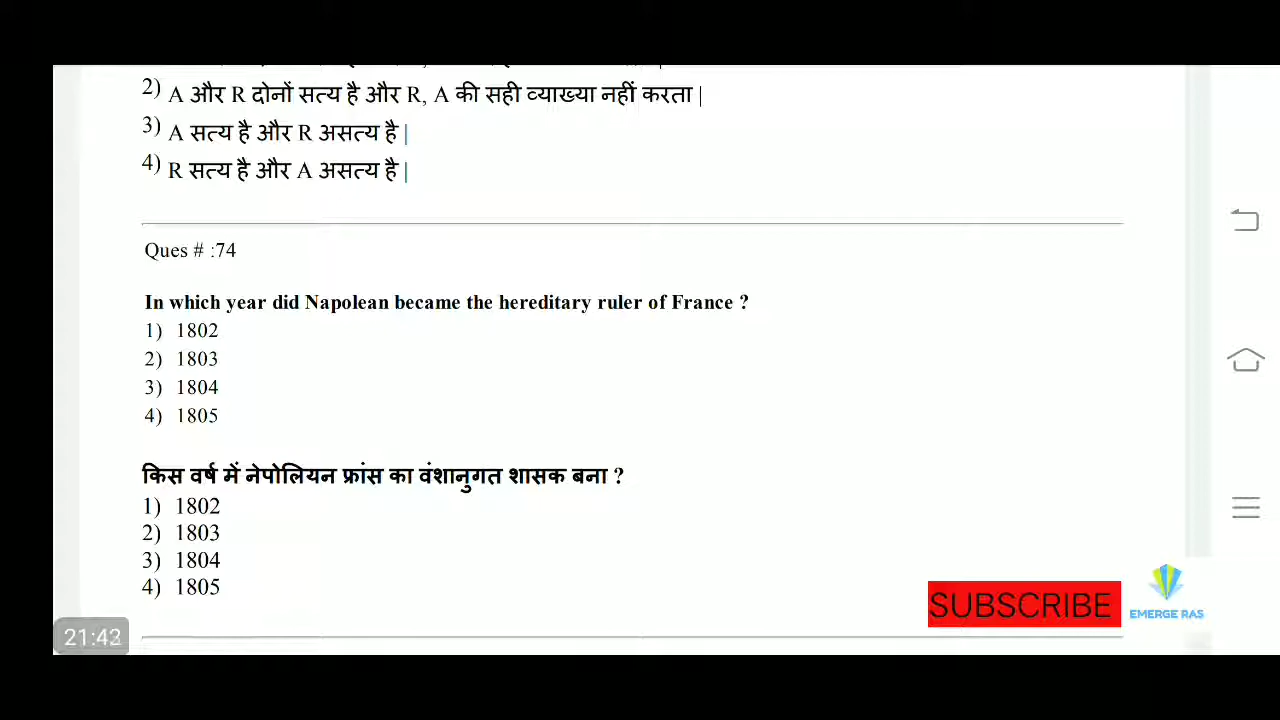 2) A और R दोनों सत्य है और R, A की सही व्याख्या नहीं करता |
3) A सत्य है और R असत्य है |
4) R सत्य है और A असत्य है |
Ques # :74
In which year did Napolean became the hereditary ruler of France ?
1) 1802
2) 1803
3) 1804
4) 1805
किस वर्ष में नेपोलियन फ्रांस का वंशानुगत शासक बना ?
1) 1802
2) 1803
3) 1804
4) 1805
SUBSCRIBE
EMERGE RAS
21:42